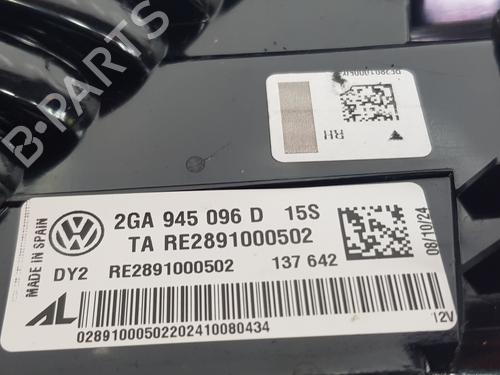 B-PARTS
RE2891000502
RH
2GA 945 096 D 15S
TA RE2891000502
DY2 RE2891000502 137 642
MADE IN SPAIN
AL
02891000502202410080434
08/10/24
12V